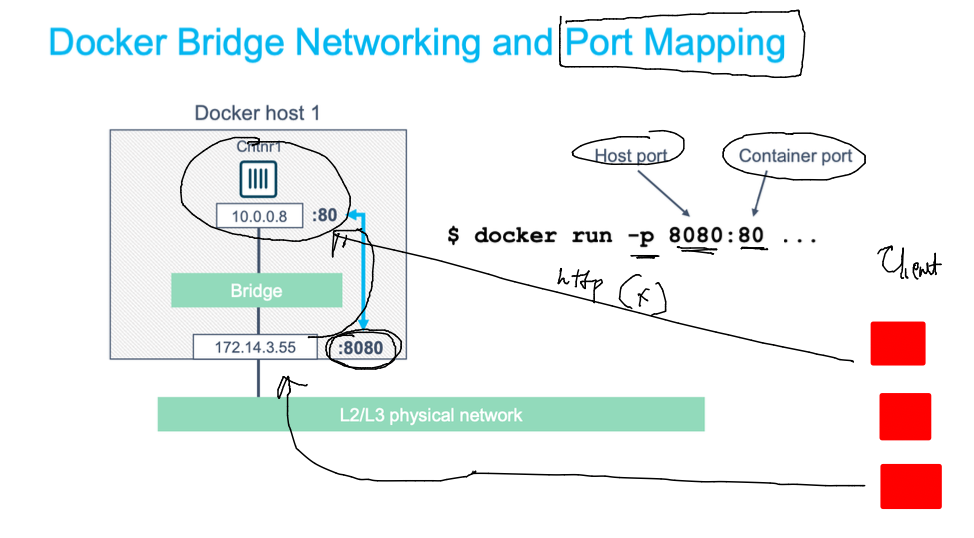 Docker Bridge Networking and Port Mapping
Docker host 1
Cntnr1
10.0.0.8 :80
Host port
Container port
$ docker run -p 8080:80 ...
Client
http (x)
Bridge
172.14.3.55 :8080
L2/L3 physical network